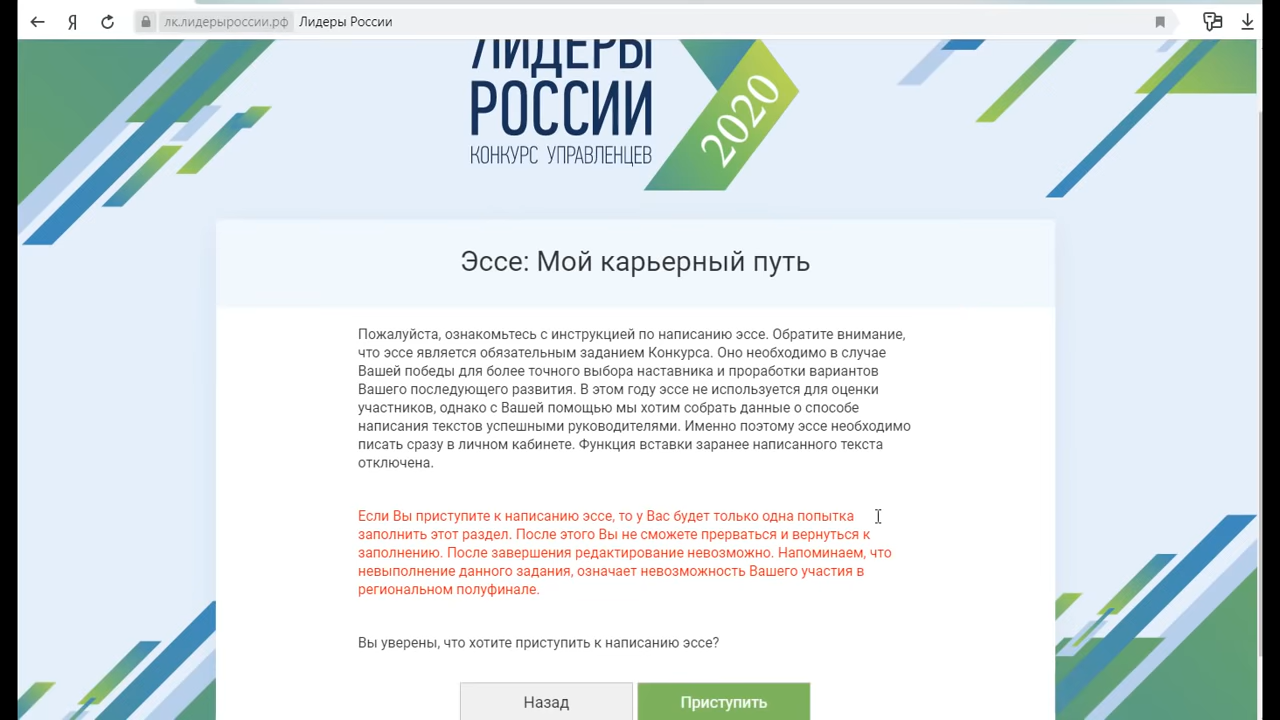 Я
лк.лидерыроссии.рф Лидеры России
ЛИДЕРЫ
РОССИИ
КОНКУРС УПРАВЛЕНЦЕВ
2020
Эссе: Мой карьерный путь
Пожалуйста, ознакомьтесь с инструкцией по написанию эссе. Обратите внимание,
что эссе является обязательным заданием Конкурса. Оно необходимо в случае
Вашей победы для более точного выбора наставника и проработки вариантов
Вашего последующего развития. В этом году эссе не используется для оценки
участников, однако с Вашей помощью мы хотим собрать данные о способе
написания текстов успешными руководителями. Именно поэтому эссе необходимо
писать сразу в личном кабинете. Функция вставки заранее написанного текста
отключена.
Если Вы приступите к написанию эссе, то у Вас будет только одна попытка
заполнить этот раздел. После этого Вы не сможете прерваться и вернуться к
заполнению. После завершения редактирование невозможно. Напоминаем, что
невыполнение данного задания, означает невозможность Вашего участия в
региональном полуфинале.
Вы уверены, что хотите приступить к написанию эссе?
Назад
Приступить